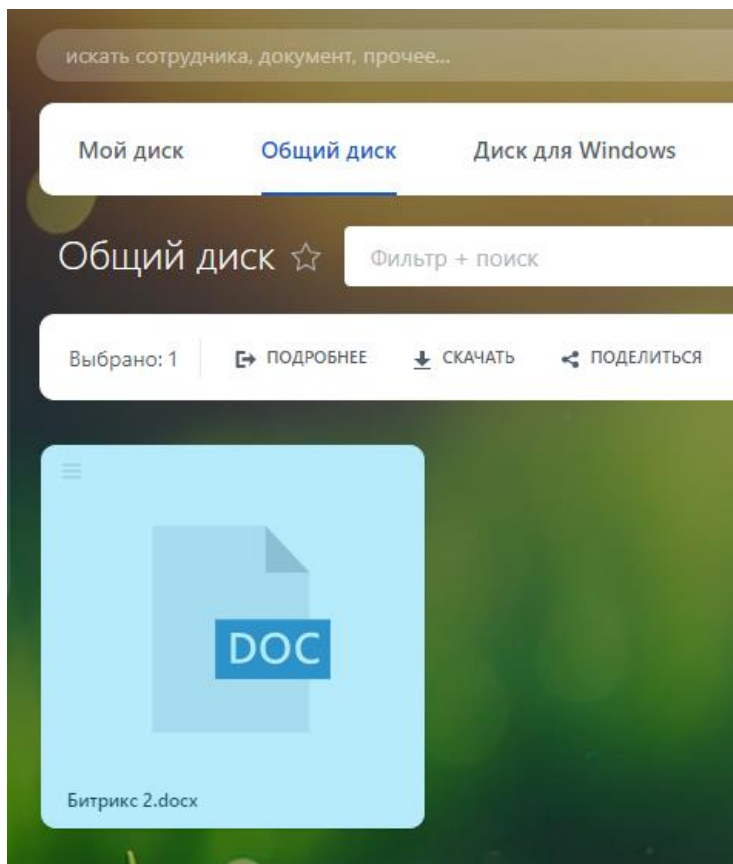 искать сотрудника, документ, прочее...
Мой диск Общий диск Диск для Windows
Общий диск Фильтр + поиск
Выбрано: 1 ПОДРОБНЕЕ СКАЧАТЬ ПОДЕЛИТЬСЯ
DOC
Битрикс 2.docx